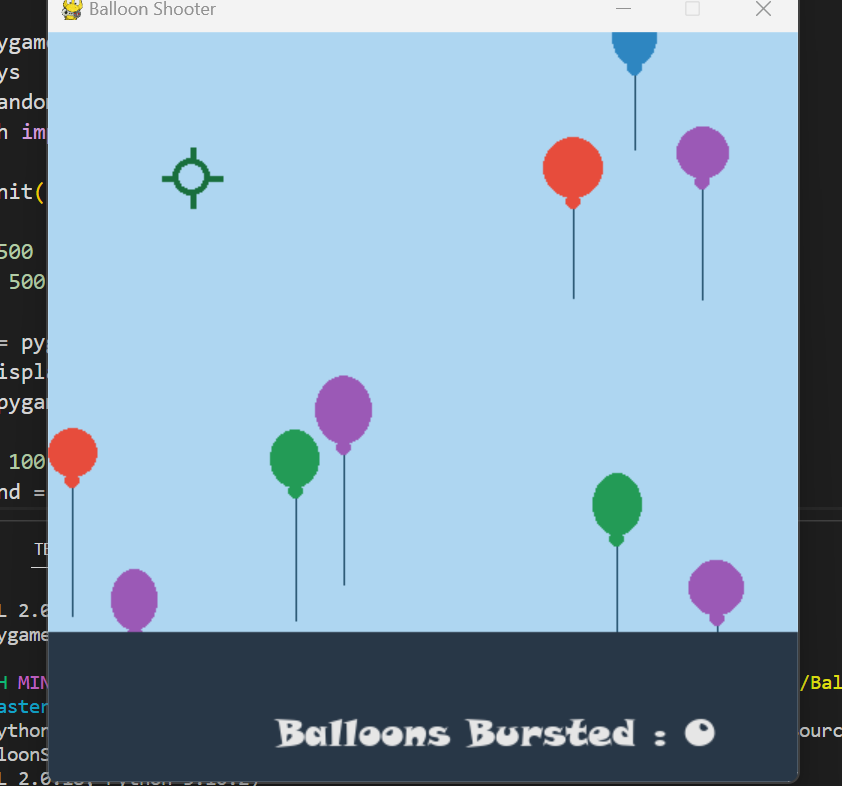 Balloon Shooter
ygam
ys
ando
h im
nit(
500
500
= py
ispl
pyga
100
nd =
TE
L 2.0
ygame
H MIN /Bal
aster
ython ourc
loonS
Balloons Bursted : 0